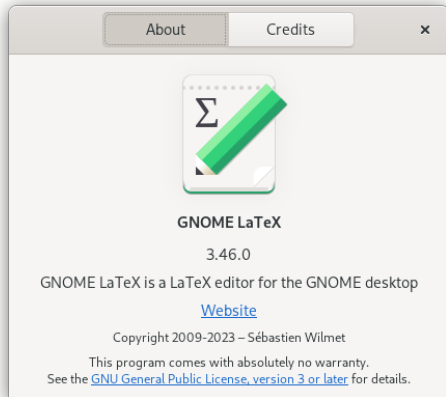 About Credits
Σ
GNOME LaTeX
3.46.0
GNOME LaTeX is a LaTeX editor for the GNOME desktop
Website
Copyright 2009-2023 – Sébastien Wilmet
This program comes with absolutely no warranty.
See the GNU General Public License, version 3 or later for details.